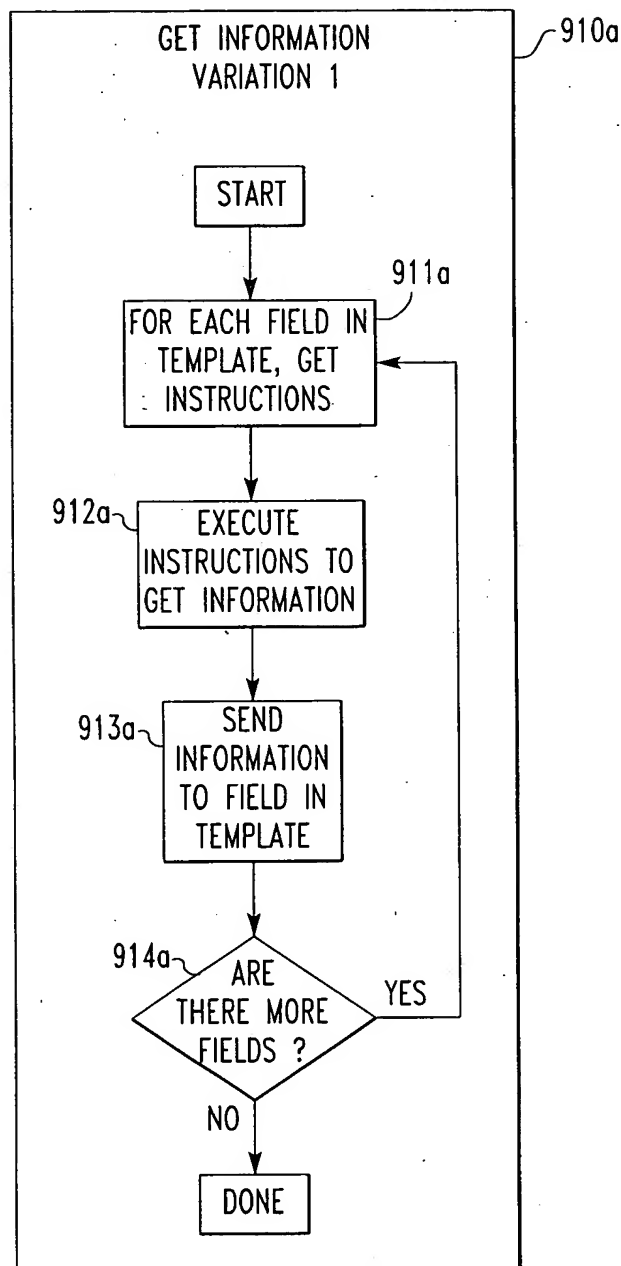 GET INFORMATION
VARIATION 1
910a
START
911a
FOR EACH FIELD IN
TEMPLATE, GET
INSTRUCTIONS
912a
EXECUTE
INSTRUCTIONS TO
GET INFORMATION
913a
SEND
INFORMATION
TO FIELD IN
TEMPLATE
914a
ARE
THERE MORE
FIELDS ?
YES
NO
DONE